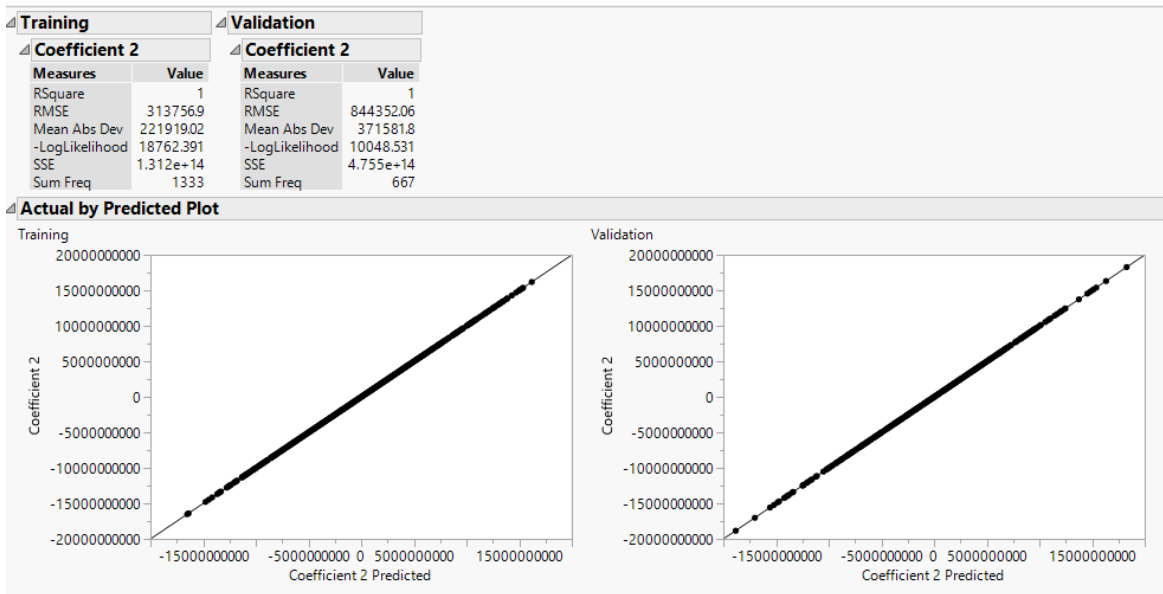 Training Validation
Coefficient 2 Coefficient 2
Measures Value Measures Value
RSquare 1 RSquare 1
RMSE 313756.9 RMSE 844352.06
Mean Abs Dev 221919.02 Mean Abs Dev 371581.8
-LogLikelihood 18762.391 -LogLikelihood 10048.531
SSE 1.312e+14 SSE 4.755e+14
Sum Freq 1333 Sum Freq 667
Actual by Predicted Plot
Training
20000000000
15000000000
10000000000
5000000000
0
-5000000000
-10000000000
-15000000000
-20000000000
Coefficient 2
-15000000000 -5000000000 0 5000000000 15000000000
Coefficient 2 Predicted
Validation
20000000000
15000000000
10000000000
5000000000
0
-5000000000
-10000000000
-15000000000
-20000000000
Coefficient 2
-15000000000 -5000000000 0 5000000000 15000000000
Coefficient 2 Predicted